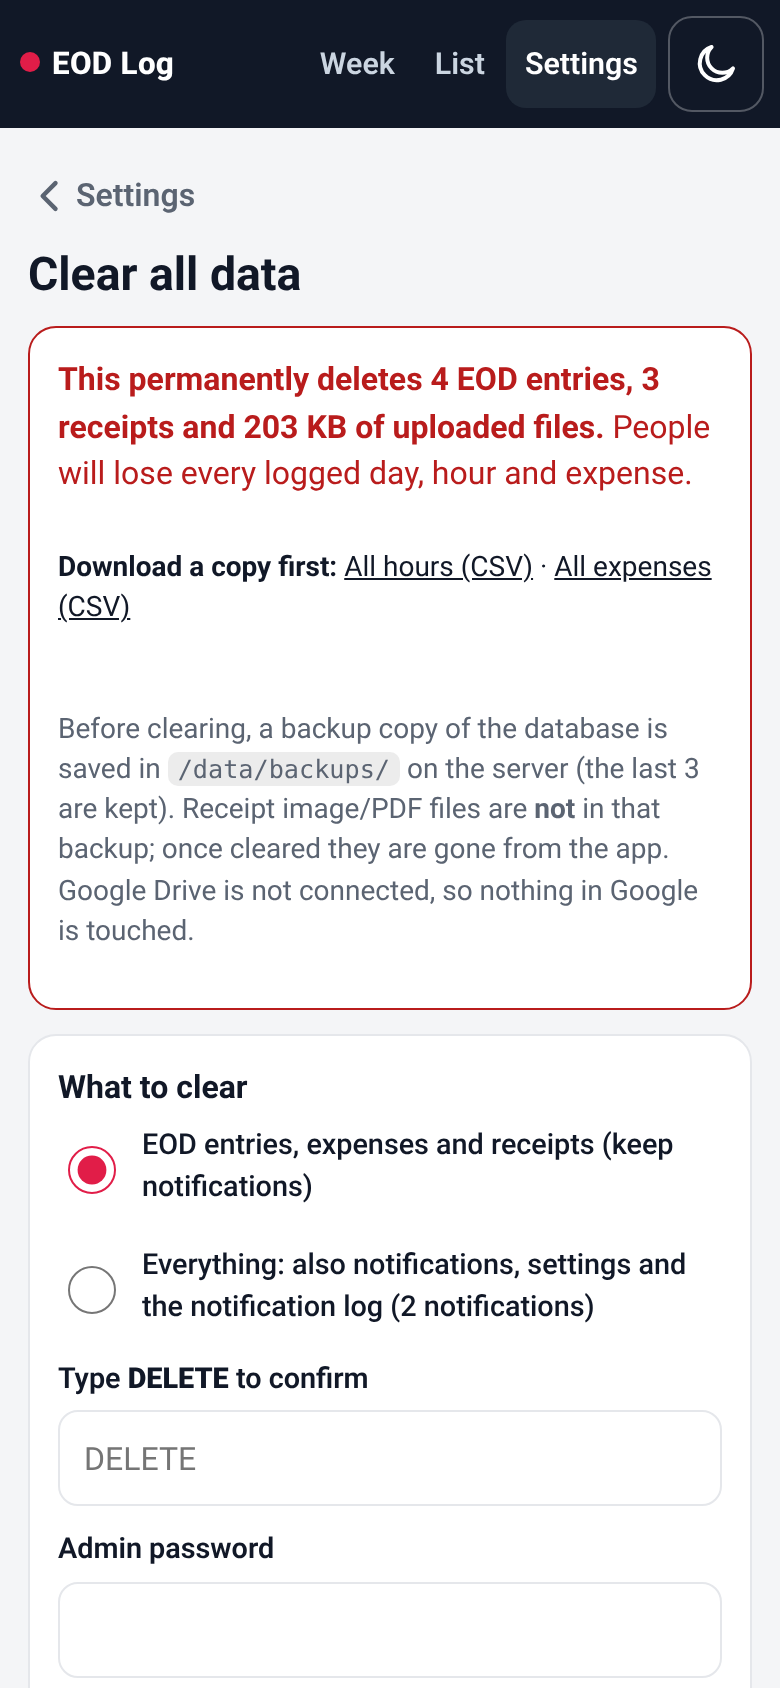 EOD Log
Week
List
Settings
Settings
Clear all data
This permanently deletes 4 EOD entries, 3
receipts and 203 KB of uploaded files. People
will lose every logged day, hour and expense.
Download a copy first: All hours (CSV) · All expenses
(CSV)
Before clearing, a backup copy of the database is
saved in /data/backups/ on the server (the last 3
are kept). Receipt image/PDF files are not in that
backup; once cleared they are gone from the app.
Google Drive is not connected, so nothing in Google
is touched.
What to clear
EOD entries, expenses and receipts (keep
notifications)
Everything: also notifications, settings and
the notification log (2 notifications)
Type DELETE to confirm
DELETE
Admin password